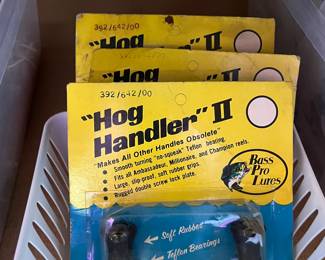 "Hog Handler" II
392/642/00
392/642/00
"Hog
Handler" II
"Makes All Other Handles Obsolete"
• Smooth turning "no-squeak" Teflon bearing.
• Fits all Ambassadeur, Millionaire, and Champion reels.
• Large, slip-proof, soft rubber grips.
• Rugged double screw lock plate.
Bass
Pro
Lures
Soft Rubber
Teflon Bearings